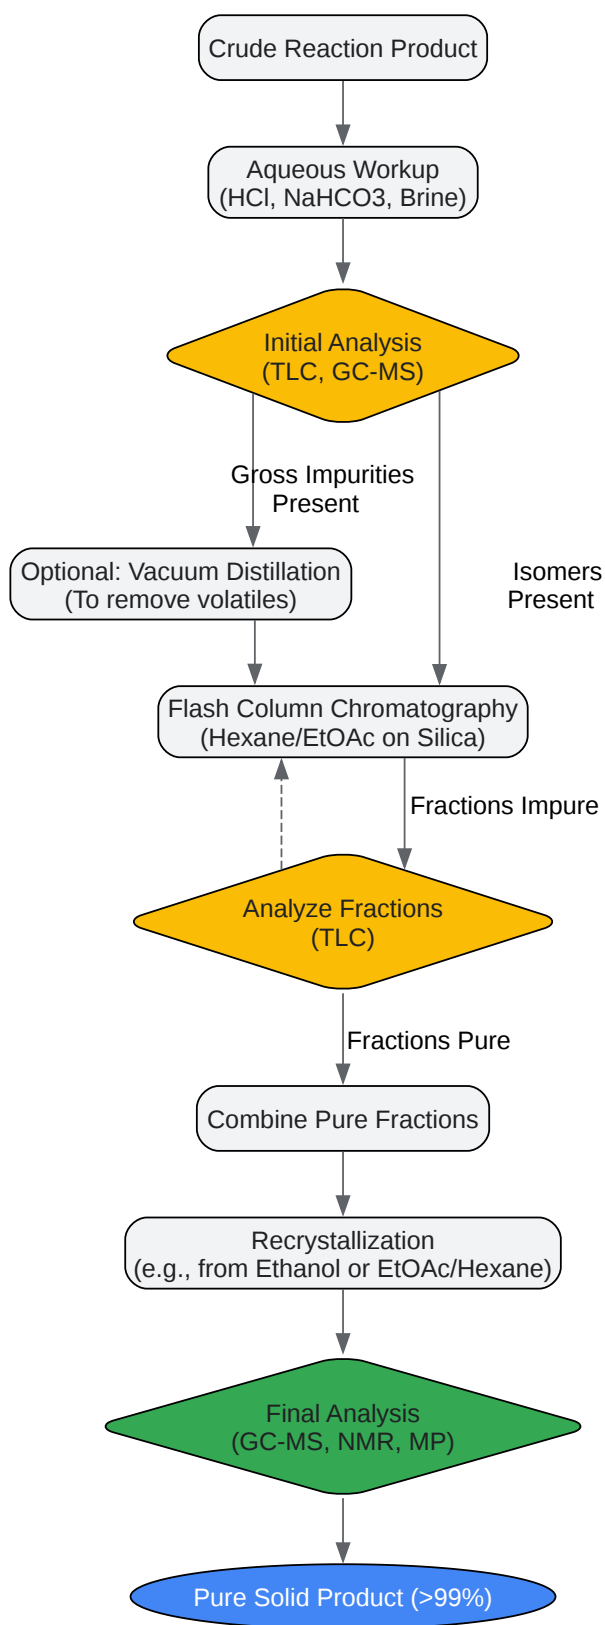 Crude Reaction Product
Aqueous Workup
(HCl, NaHCO3, Brine)
Initial Analysis
(TLC, GC-MS)
Gross Impurities
Present
Optional: Vacuum Distillation
(To remove volatiles)
Isomers
Present
Flash Column Chromatography
(Hexane/EtOAc on Silica)
Fractions Impure
Analyze Fractions
(TLC)
Fractions Pure
Combine Pure Fractions
Recrystallization
(e.g., from Ethanol or EtOAc/Hexane)
Final Analysis
(GC-MS, NMR, MP)
Pure Solid Product (>99%)